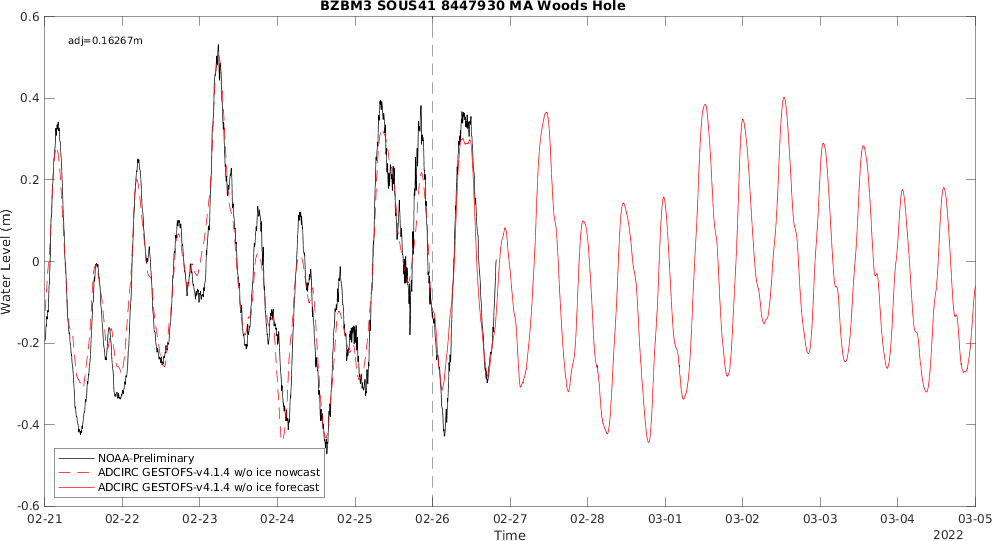 BZBM3 SOUS41 8447930 MA Woods Hole
adj=0.16267m
0.6
0.4
0.2
0
-0.2
-0.4
-0.6
Water Level (m)
NOAA-Preliminary
ADCIRC GESTOFS-v4.1.4 w/o ice nowcast
ADCIRC GESTOFS-v4.1.4 w/o ice forecast
02-21 02-22 02-23 02-24 02-25 02-26 02-27 02-28 03-01 03-02 03-03 03-04 03-05
Time
2022